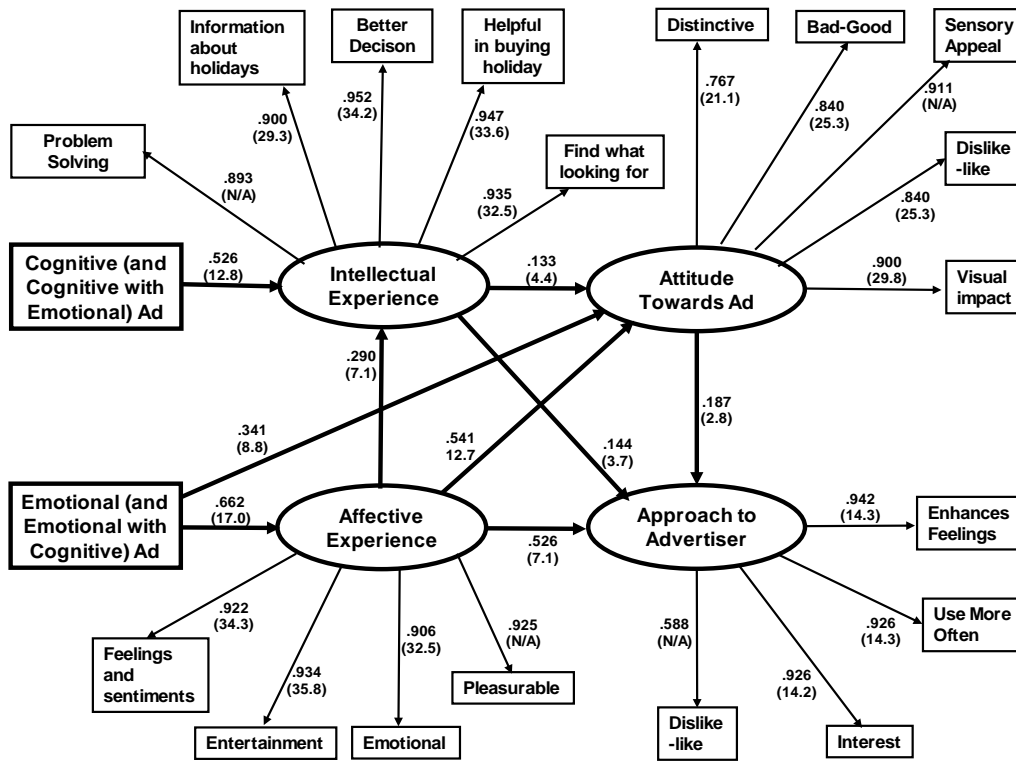 Information
about
holidays
Better
Decison
Helpful
in buying
holiday
Distinctive
Bad-Good
Sensory
Appeal
.900
(29.3)
.952
(34.2)
.947
(33.6)
.767
(21.1)
.840
(25.3)
.911
(N/A)
Problem
Solving
.893
(N/A)
Find what
looking for
.935
(32.5)
Dislike
-like
.840
(25.3)
Cognitive (and
Cognitive with
Emotional) Ad
.526
(12.8)
Intellectual
Experience
.133
(4.4)
Attitude
Towards Ad
.900
(29.8)
Visual
impact
.290
(7.1)
.341
(8.8)
.541
12.7
.144
(3.7)
.187
(2.8)
Emotional (and
Emotional with
Cognitive) Ad
.662
(17.0)
Affective
Experience
.526
(7.1)
Approach to
Advertiser
.942
(14.3)
Enhances
Feelings
.922
(34.3)
.934
(35.8)
.906
(32.5)
.925
(N/A)
.588
(N/A)
.926
(14.2)
.926
(14.3)
Use More
Often
Feelings
and
sentiments
Entertainment
Emotional
Pleasurable
Dislike
-like
Interest